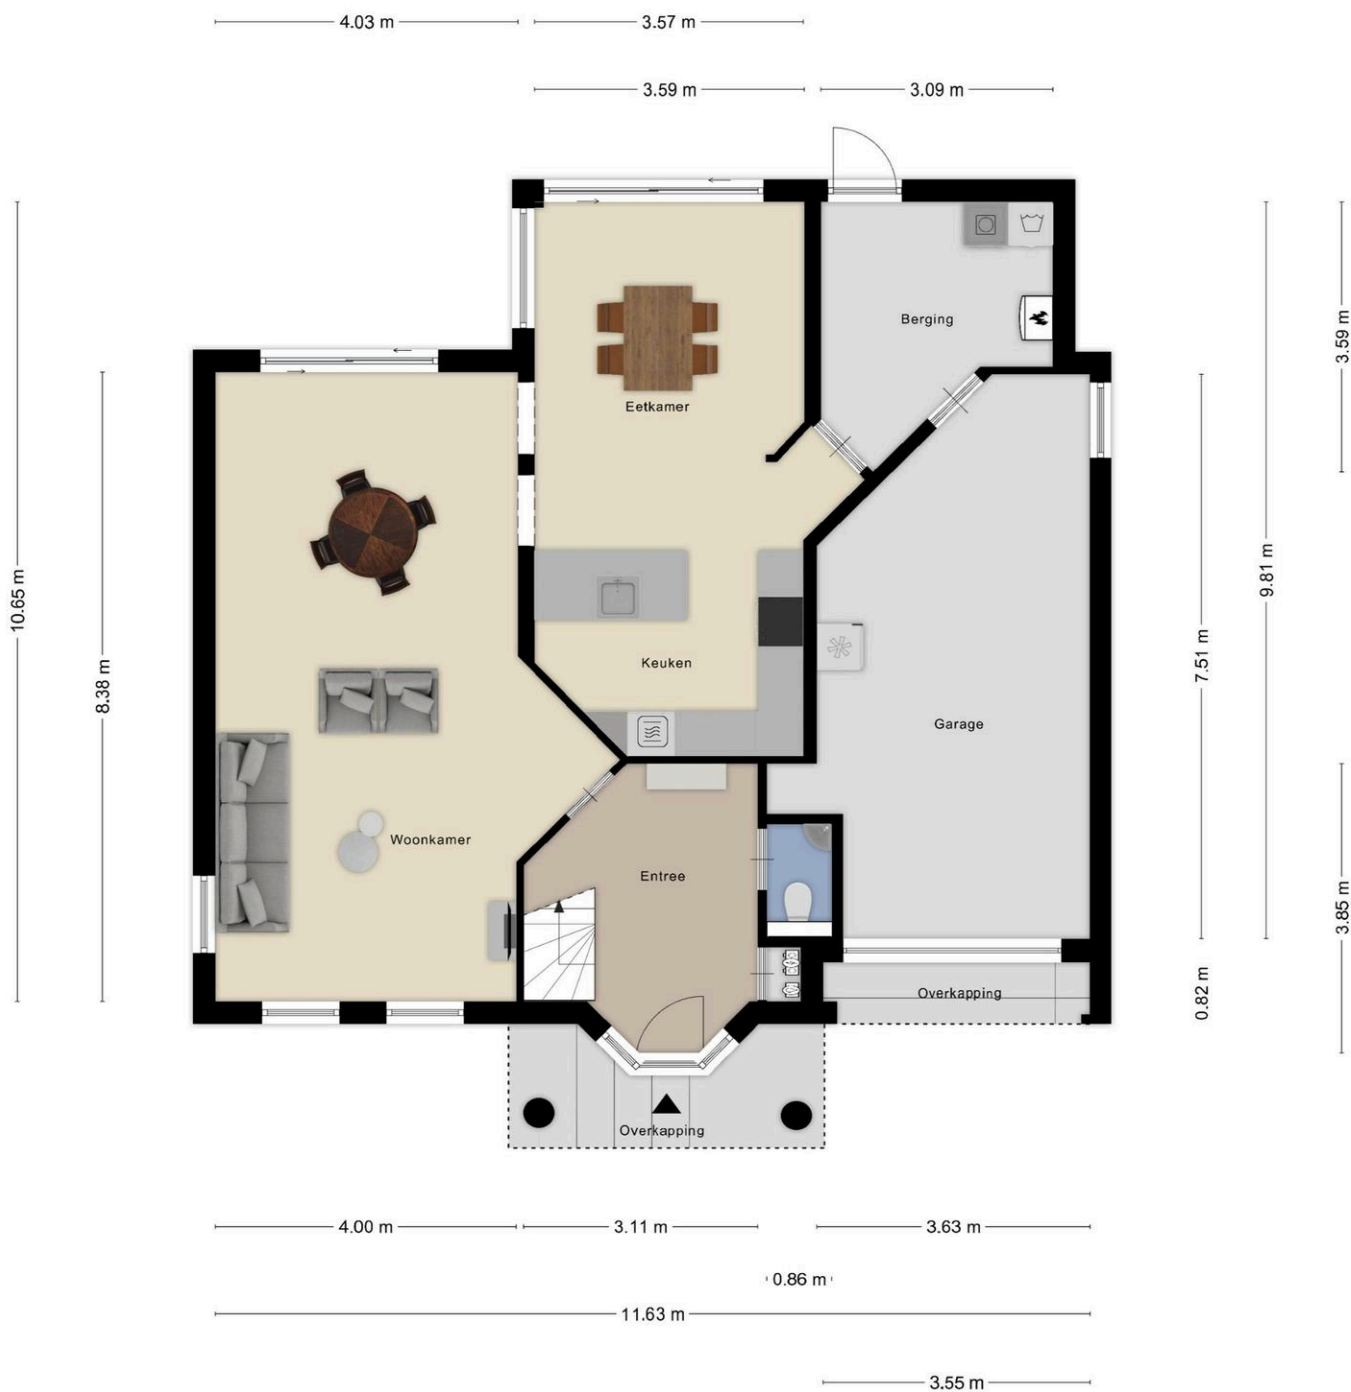 4.03 m
3.57 m
3.59 m
3.09 m
Berging
3.59 m
Eetkamer
9.81 m
10.65 m
7.51 m
Keuken
8.38 m
Garage
Woonkamer
Entree
3.85 m
Overkapping
0.82 m
Overkapping
4.00 m
3.11 m
3.63 m
0.86 m
11.63 m
3.55 m